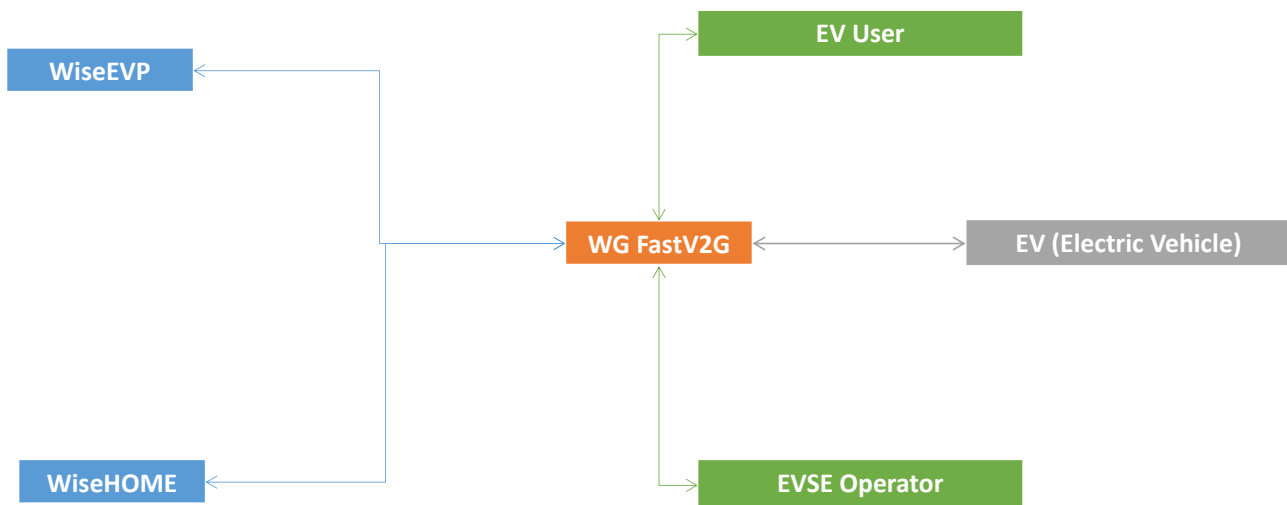 EV User
WiseEVP
WG FastV2G
EV (Electric Vehicle)
WiseHOME
EVSE Operator